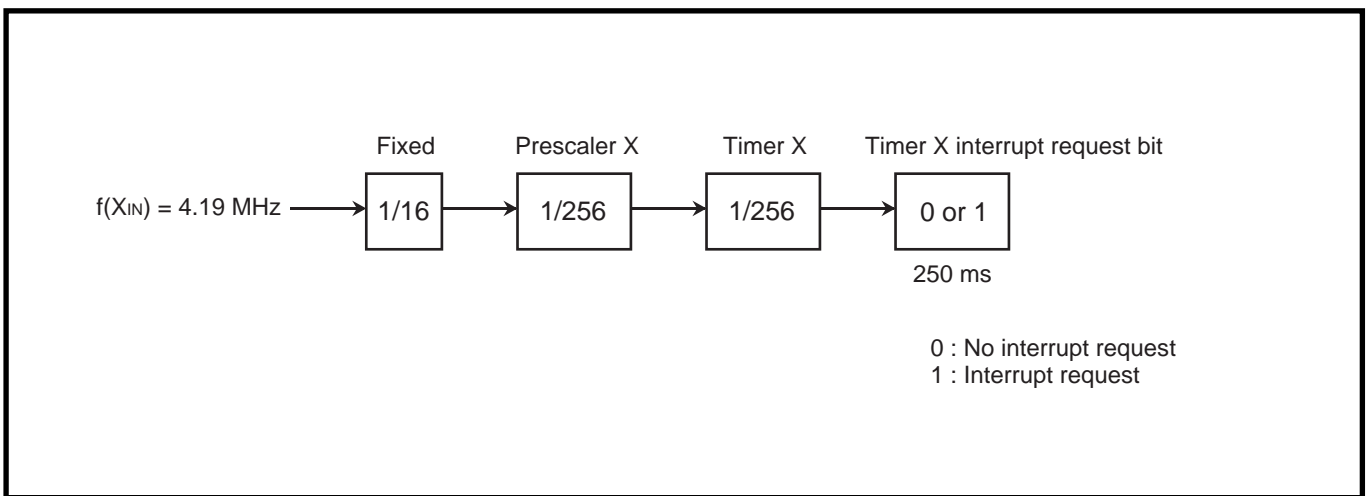 Fixed Prescaler X Timer X Timer X interrupt request bit
f(XIN) = 4.19 MHz 1/16 1/256 1/256 0 or 1
250 ms
0 : No interrupt request
1 : Interrupt request